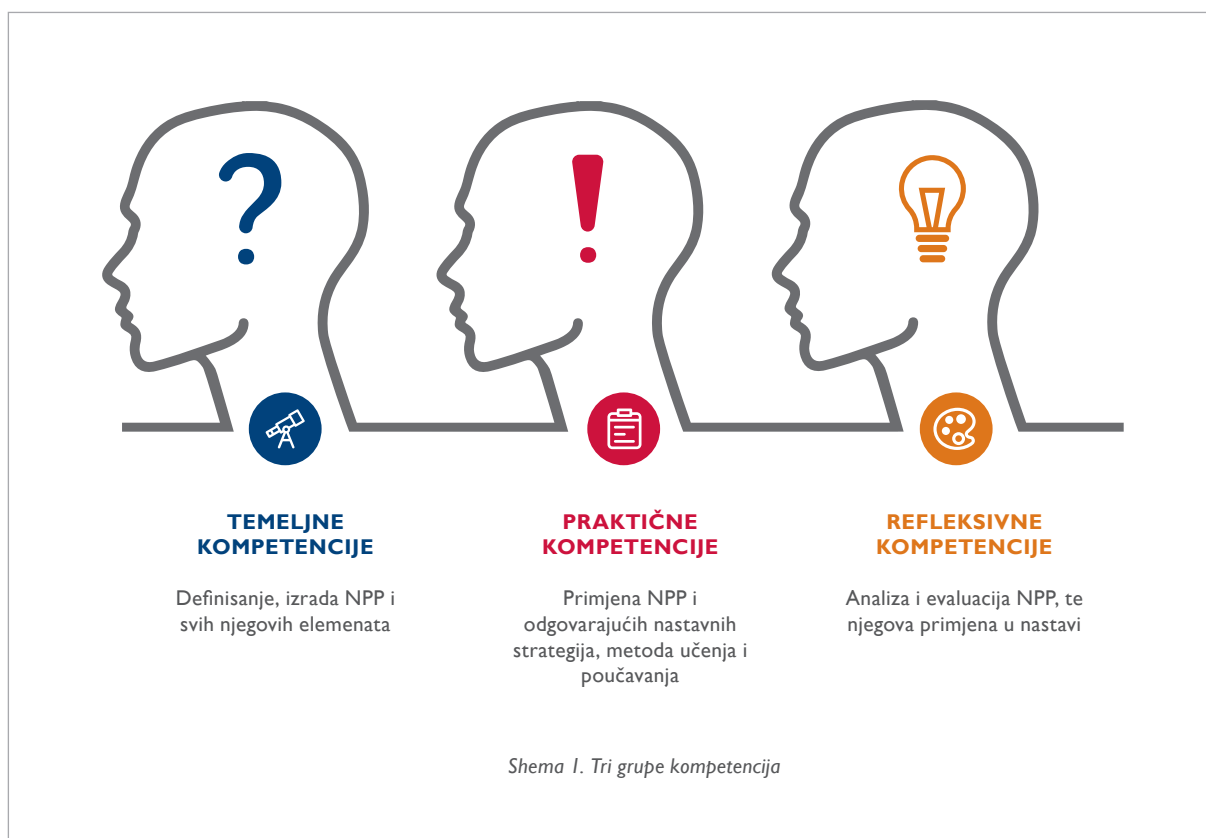 ?
!
TEMELJNE
KOMPETENCIJE
Definisanje, izrada NPP i
svih njegovih elemenata
PRAKTIČNE
KOMPETENCIJE
Primjena NPP i
odgovarajućih nastavnih
strategija, metoda učenja i
poučavanja
REFLEKSIVNE
KOMPETENCIJE
Analiza i evaluacija NPP, te
njegova primjena u nastavi
Shema 1. Tri grupe kompetencija